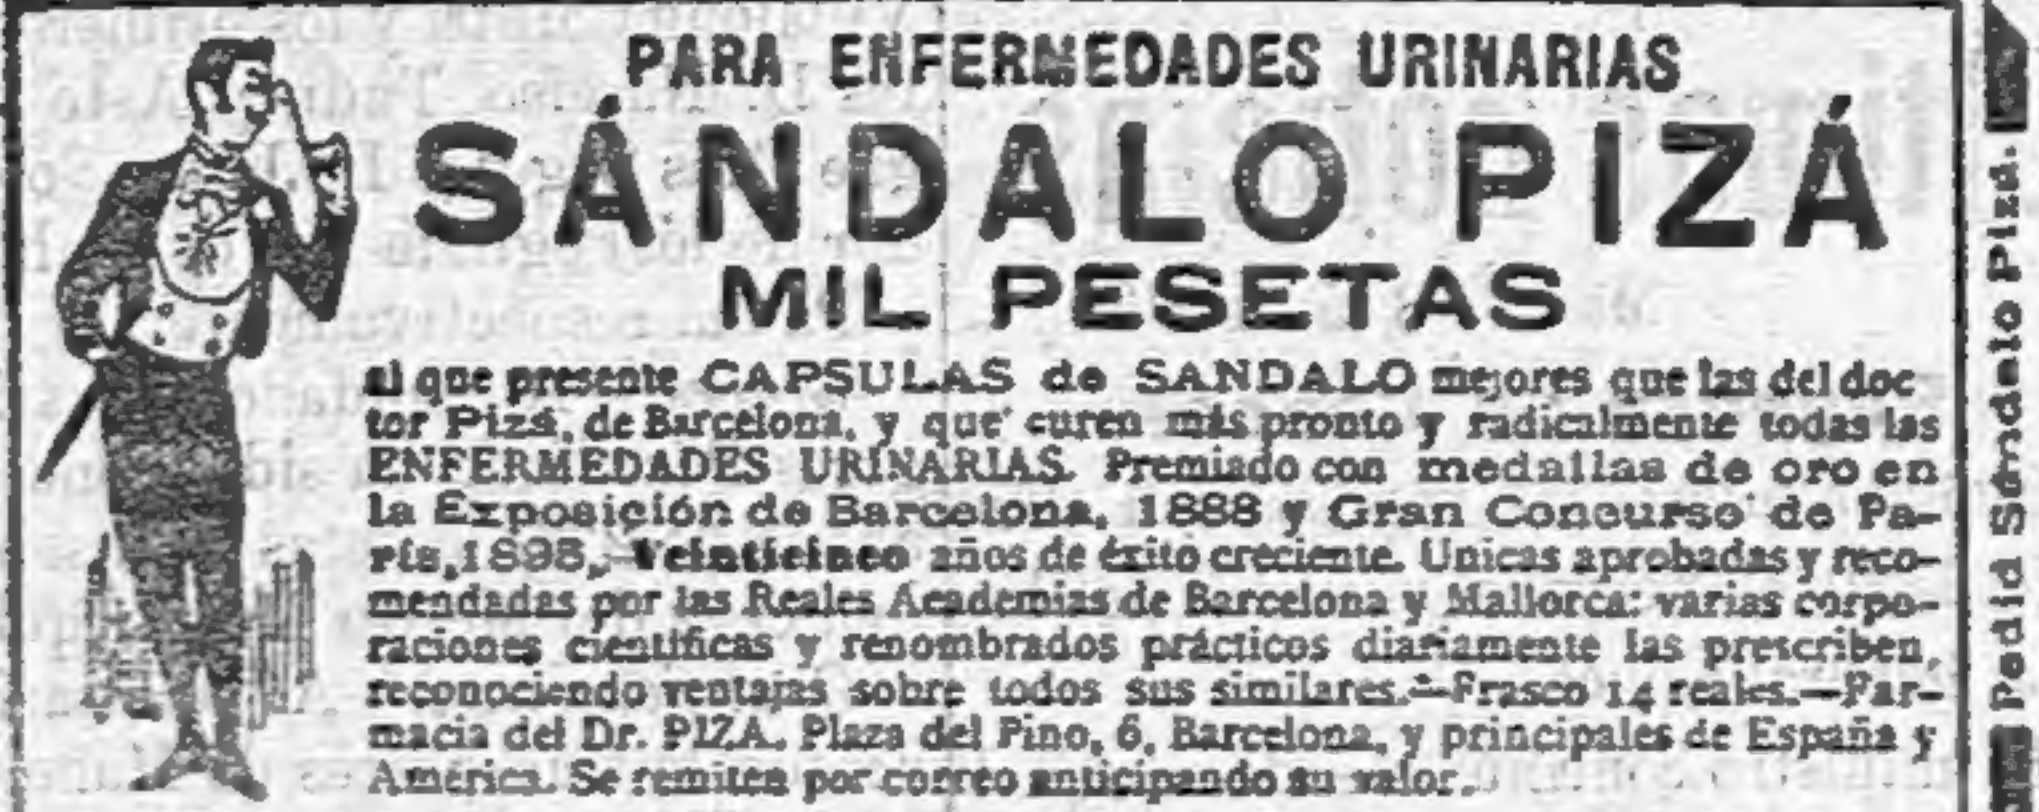 PARA ENFERMEDADES URINARIAS
SÁNDALO PIZÁ
MIL PESETAS
al que presente CAPSULAS de SANDALO mejores que las del doc
tor Pizá, de Barcelona, y que curen más pronto y radicalmente todas las
ENFERMEDADES URINARIAS. Premiado con medallas de oro en
la Exposición de Barcelona, 1888 y Gran Concurso de Pa-
rís, 1895, Veinticinco años de éxito creciente. Unicas aprobadas y reco-
mendadas por las Reales Academias de Barcelona y Mallorca: varias corpo-
raciones científicas y renombrados prácticos diariamente las prescriben,
reconociendo ventajas sobre todos sus similares.—Frasco 14 reales.—Far-
macia del Dr. PIZA, Plaza del Pino, 6, Barcelona, y principales de España y
América. Se remiten por correo anticipando su valor.
Pedid Sándalo Pizá.